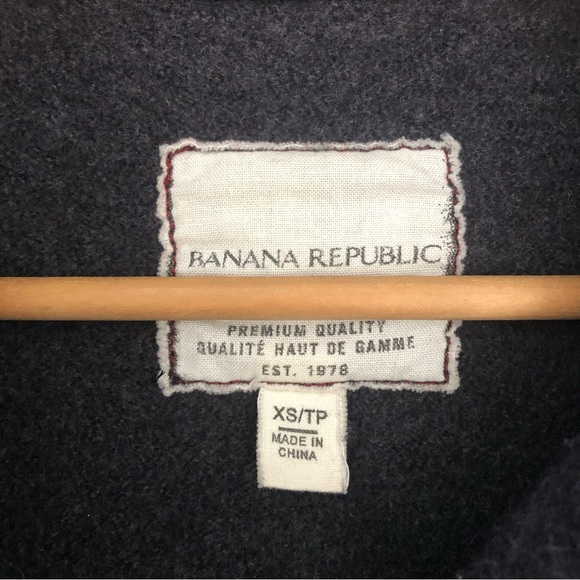 BANANA REPUBLIC
PREMIUM QUALITY
QUALITÉ HAUT DE GAMME
EST. 1978
XS/TP
MADE IN
CHINA